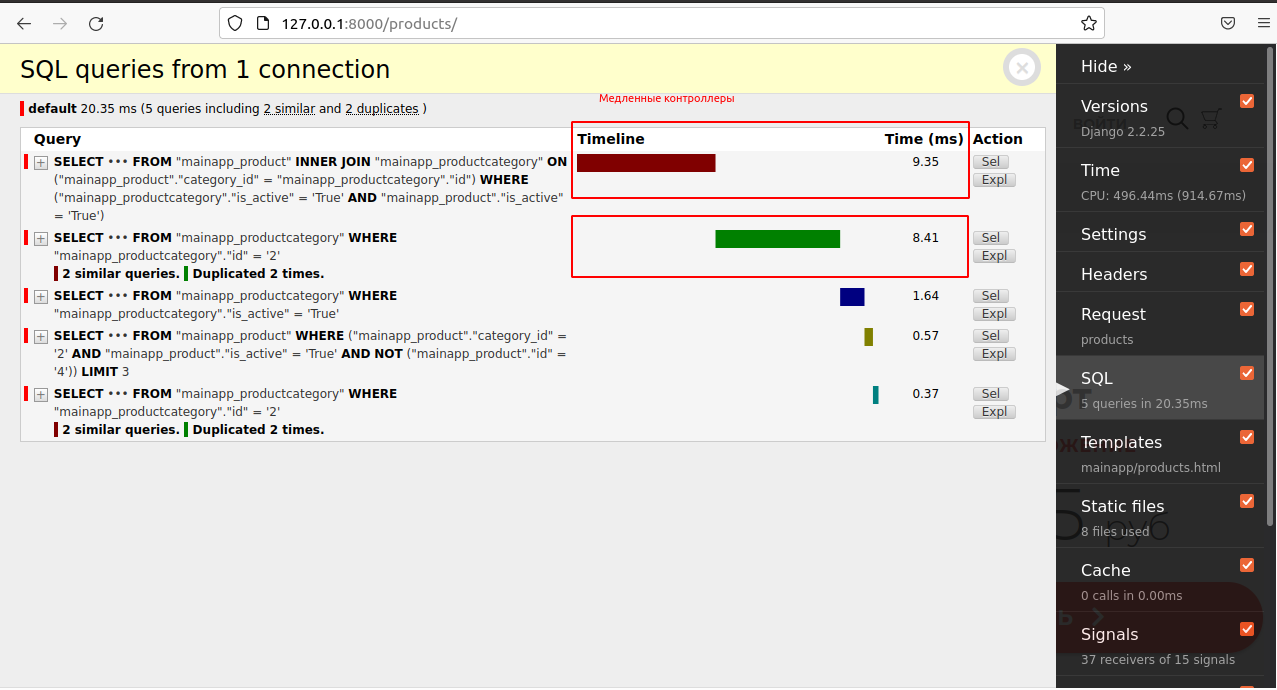 127.0.0.1:8000/products/
SQL queries from 1 connection
Медленные контроллеры
default 20.35 ms (5 queries including 2 similar and 2 duplicates )
Query Timeline Time (ms) Action
SELECT ••• FROM "mainapp_product" INNER JOIN "mainapp_productcategory" ON 9.35 Sel
("mainapp_product"."category_id" = "mainapp_productcategory"."id") WHERE Expl
("mainapp_productcategory"."is_active" = 'True' AND "mainapp_product"."is_active"
= 'True')
SELECT ••• FROM "mainapp_productcategory" WHERE 8.41 Sel
"mainapp_productcategory"."id" = '2' Expl
2 similar queries. Duplicated 2 times.
SELECT ••• FROM "mainapp_productcategory" WHERE 1.64 Sel
"mainapp_productcategory"."is_active" = 'True' Expl
SELECT ••• FROM "mainapp_product" WHERE ("mainapp_product"."category_id" = 0.57 Sel
'2' AND "mainapp_product"."is_active" = 'True' AND NOT ("mainapp_product"."id" = Expl
'4')) LIMIT 3
SELECT ••• FROM "mainapp_productcategory" WHERE 0.37 Sel
"mainapp_productcategory"."id" = '2' Expl
2 similar queries. Duplicated 2 times.
Hide »
Versions
ВОЙТИ
Django 2.2.25
Time
CPU: 496.44ms (914.67ms)
Settings
Headers
Request
products
SQL
5 queries in 20.35ms
Templates
mainapp/products.html
Static files
8 files used
руб
Cache
0 calls in 0.00ms
Signals
37 receivers of 15 signals